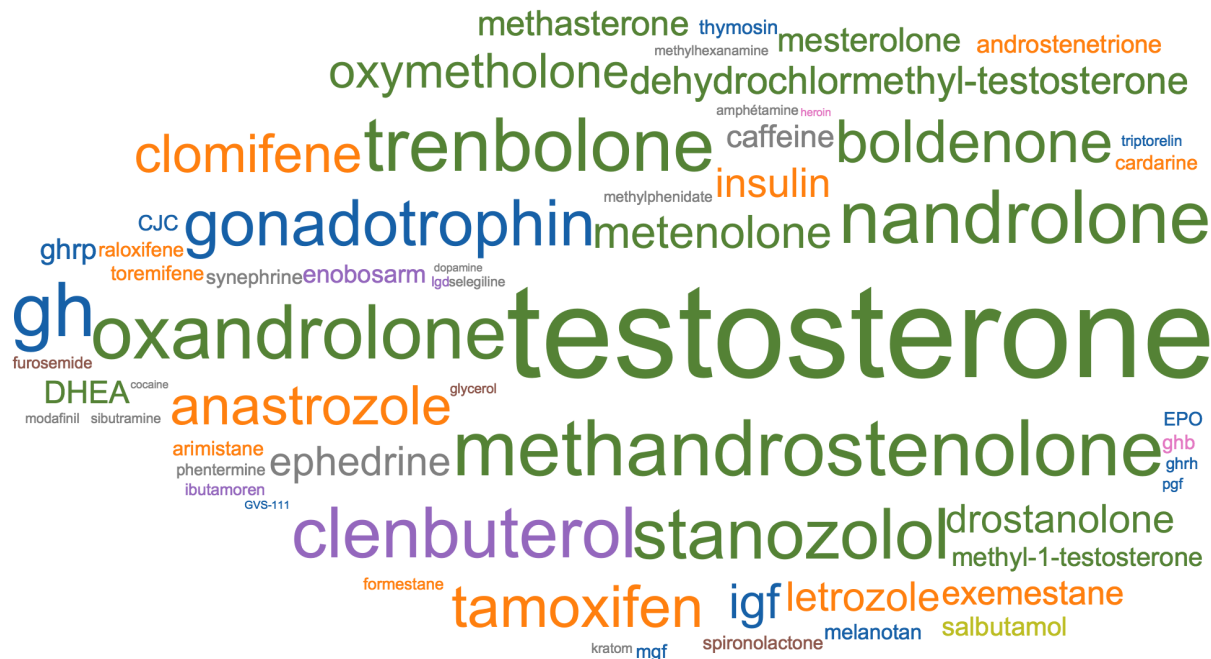 methasterone thymosin mesterolone androstenetrione
methylhexanamine
oxymetholone dehydrochlormethyl-testosterone
amphétamine heroin
clomifene trenbolone caffeine boldenone triptorelin
cardarine
insulin
methylphenidate
CJC gonadotrophin metenolone nandrolone
ghrp raloxifene
toremifene synephrine enobosarm dopamine
lgd selegiline
gh oxandrolone testosterone
furosemide
DHEA cocaine anastrozole glycerol
modafinil sibutramine
arimistane methandrostenolone EPO
phentermine ephedrine ghb
ghrh
ibutamoren pgf
GVS-111
clenbuterol stanozolol drostanolone
methyl-1-testosterone
formestane
tamoxifen igf letrozole exemestane
melanotan salbutamol
kratom mgf spironolactone